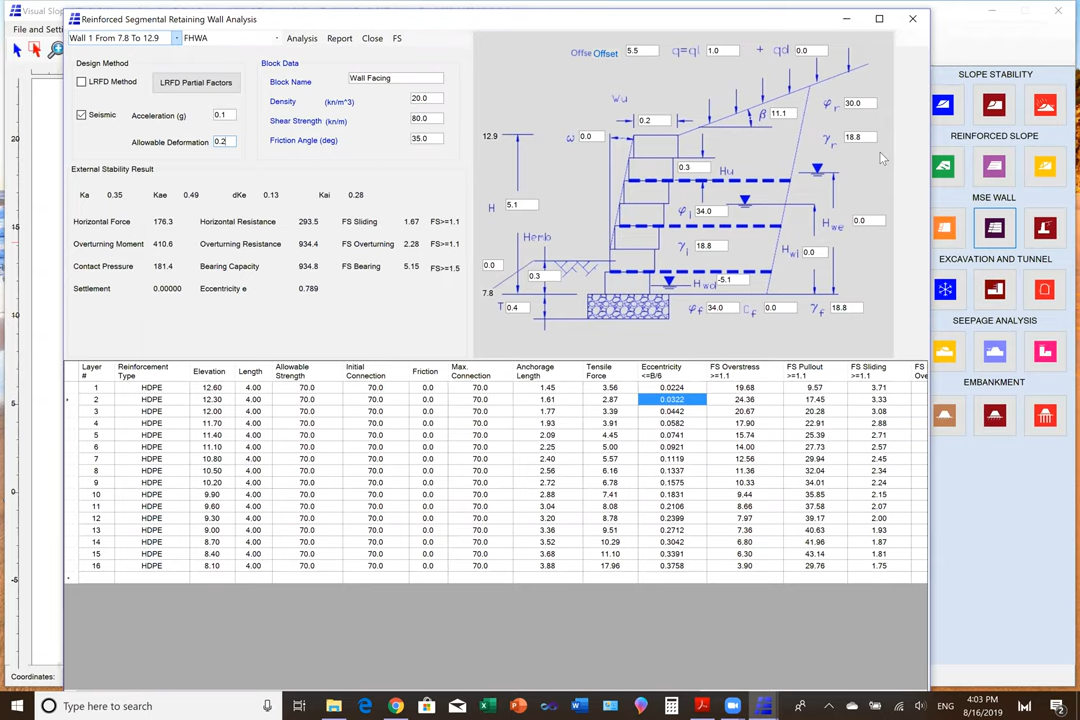 Visual Slo
Reinforced Segmental Retaining Wall Analysis
File and Setti
Wall 1 From 7.8 To 12.9
FHWA
Analysis
Report
Close
FS
Design Method
LRFD Method
LRFD Partial Factors
Seismic
Acceleration (g)
0.1
Allowable Deformation
0.2
Block Data
Block Name
Wall Facing
Density (kn/m^3)
20.0
Shear Strength (kn/m)
80.0
Friction Angle (deg)
35.0
External Stability Result
Ka 0.35 Kae 0.49 dKe 0.13 Kai 0.28
Horizontal Force 176.3 Horizontal Resistance 293.5 FS Sliding 1.67 FS>=1.1
Overturning Moment 410.6 Overturning Resistance 934.4 FS Overturning 2.28 FS>=1.1
Contact Pressure 181.4 Bearing Capacity 934.8 FS Bearing 5.15 FS>=1.5
Settlement 0.00000 Eccentricity e 0.789
Offse Offset 5.5 q=ql 1.0 + qd 0.0
Wu
0.2
β 11.1
φr 30.0
γr 18.8
12.9
ω 0.0
0.3
Hu
H 5.1
φi 34.0
Hwe 0.0
Hemb
γi 18.8
Hwi 0.0
0.0
0.3
Hwol -5.1
7.8
T 0.4
φf 34.0 Cf 0.0 γf 18.8
Layer # Reinforcement Type Elevation Length Allowable Strength Initial Connection Friction Max. Connection Anchorage Length Tensile Force Eccentricity <=B/6 FS Overstress >=1.1 FS Pullout >=1.1 FS Sliding >=1.1 FS Ove
1 HDPE 12.60 4.00 70.0 70.0 0.0 70.0 1.45 3.56 0.0224 19.68 9.57 3.71
2 HDPE 12.30 4.00 70.0 70.0 0.0 70.0 1.61 2.87 0.0322 24.36 17.45 3.33
3 HDPE 12.00 4.00 70.0 70.0 0.0 70.0 1.77 3.39 0.0442 20.67 20.28 3.08
4 HDPE 11.70 4.00 70.0 70.0 0.0 70.0 1.93 3.91 0.0582 17.90 22.91 2.88
5 HDPE 11.40 4.00 70.0 70.0 0.0 70.0 2.09 4.45 0.0741 15.74 25.39 2.71
6 HDPE 11.10 4.00 70.0 70.0 0.0 70.0 2.25 5.00 0.0921 14.00 27.73 2.57
7 HDPE 10.80 4.00 70.0 70.0 0.0 70.0 2.40 5.57 0.1119 12.56 29.94 2.45
8 HDPE 10.50 4.00 70.0 70.0 0.0 70.0 2.56 6.16 0.1337 11.36 32.04 2.34
9 HDPE 10.20 4.00 70.0 70.0 0.0 70.0 2.72 6.78 0.1575 10.33 34.01 2.24
10 HDPE 9.90 4.00 70.0 70.0 0.0 70.0 2.88 7.41 0.1831 9.44 35.85 2.15
11 HDPE 9.60 4.00 70.0 70.0 0.0 70.0 3.04 8.08 0.2106 8.66 37.58 2.07
12 HDPE 9.30 4.00 70.0 70.0 0.0 70.0 3.20 8.78 0.2399 7.97 39.17 2.00
13 HDPE 9.00 4.00 70.0 70.0 0.0 70.0 3.36 9.51 0.2712 7.36 40.63 1.93
14 HDPE 8.70 4.00 70.0 70.0 0.0 70.0 3.52 10.29 0.3042 6.80 41.96 1.87
15 HDPE 8.40 4.00 70.0 70.0 0.0 70.0 3.68 11.10 0.3391 6.30 43.14 1.81
16 HDPE 8.10 4.00 70.0 70.0 0.0 70.0 3.88 17.96 0.3758 3.90 29.76 1.75
20
15
10
5
0
-5
SLOPE STABILITY
REINFORCED SLOPE
MSE WALL
EXCAVATION AND TUNNEL
SEEPAGE ANALYSIS
EMBANKMENT
Coordinates:
Type here to search
ENG
4:03 PM
8/16/2019
2